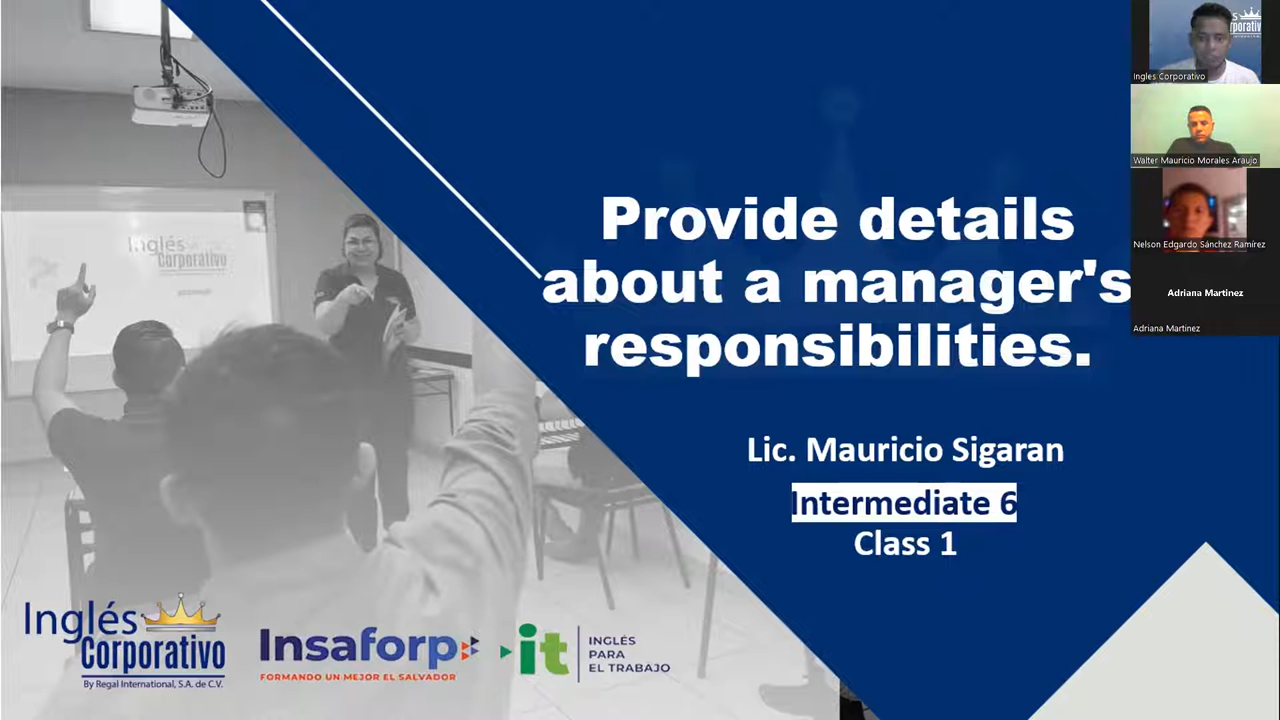 Provide details
about a manager's
responsibilities.
Lic. Mauricio Sigaran
Intermediate 6
Class 1
Inglés
Corporativo
By Regal International, S.A. de C.V.
Insaforp
FORMANDO UN MEJOR EL SALVADOR
it
INGLÉS
PARA
EL TRABAJO
Inglés
Corporativo
Ingles Corporativo
Walter Mauricio Morales Araujo
Nelson Edgardo Sánchez Ramírez
Adriana Martinez
Adriana Martinez